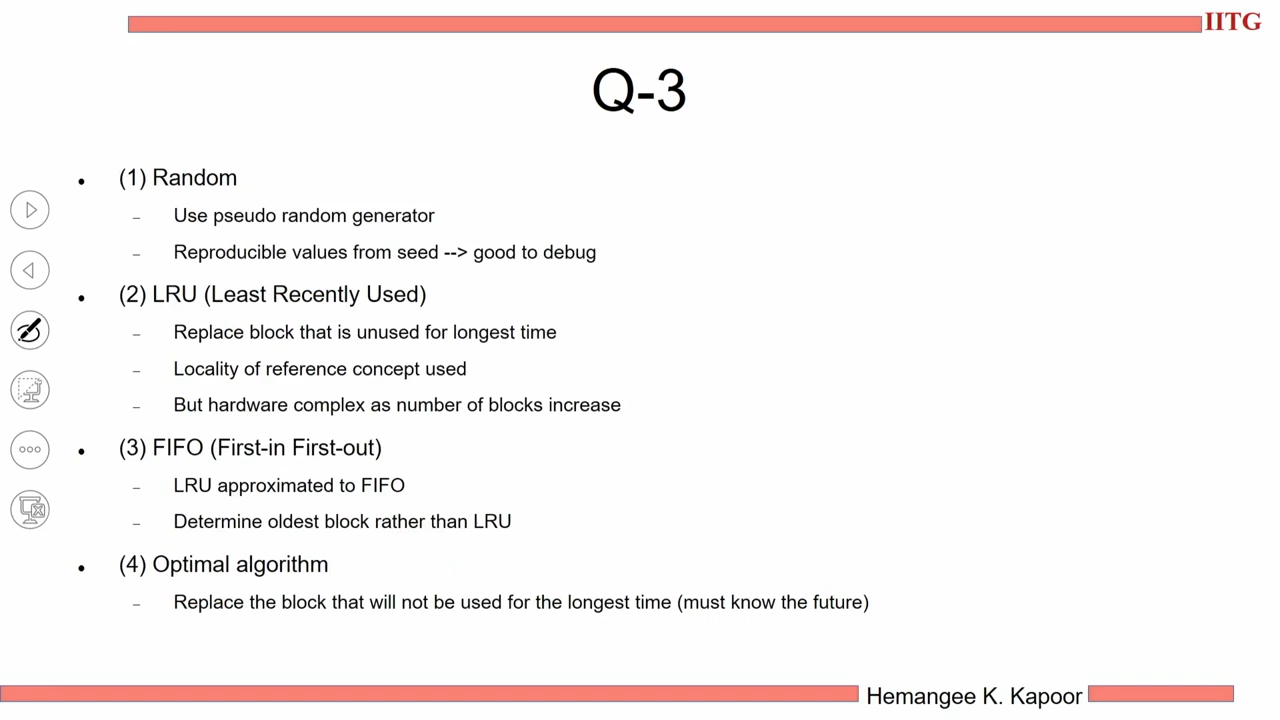 IITG
Q-3
• (1) Random
– Use pseudo random generator
– Reproducible values from seed --> good to debug
• (2) LRU (Least Recently Used)
– Replace block that is unused for longest time
– Locality of reference concept used
– But hardware complex as number of blocks increase
• (3) FIFO (First-in First-out)
– LRU approximated to FIFO
– Determine oldest block rather than LRU
• (4) Optimal algorithm
– Replace the block that will not be used for the longest time (must know the future)
Hemangee K. Kapoor